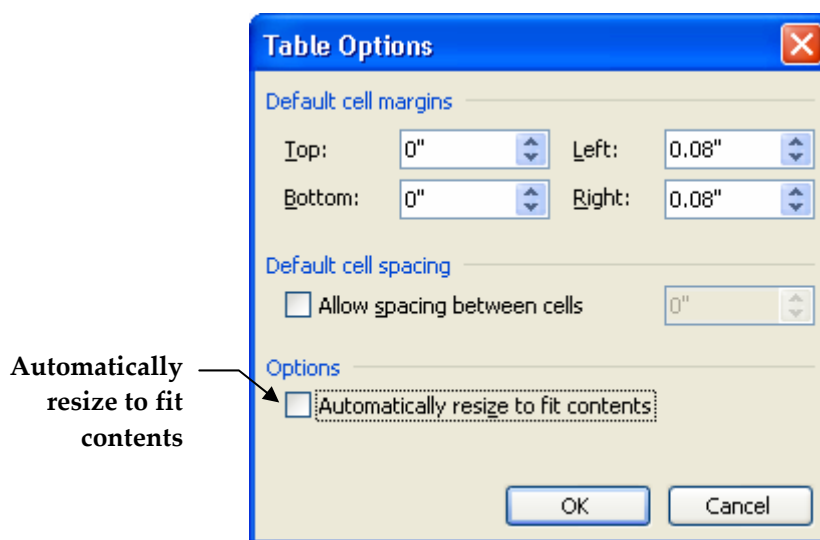 Table Options
Default cell margins
Top: 0" Left: 0.08"
Bottom: 0" Right: 0.08"
Default cell spacing
Allow spacing between cells 0"
Options
Automatically resize to fit contents
Automatically
resize to fit
contents
OK Cancel